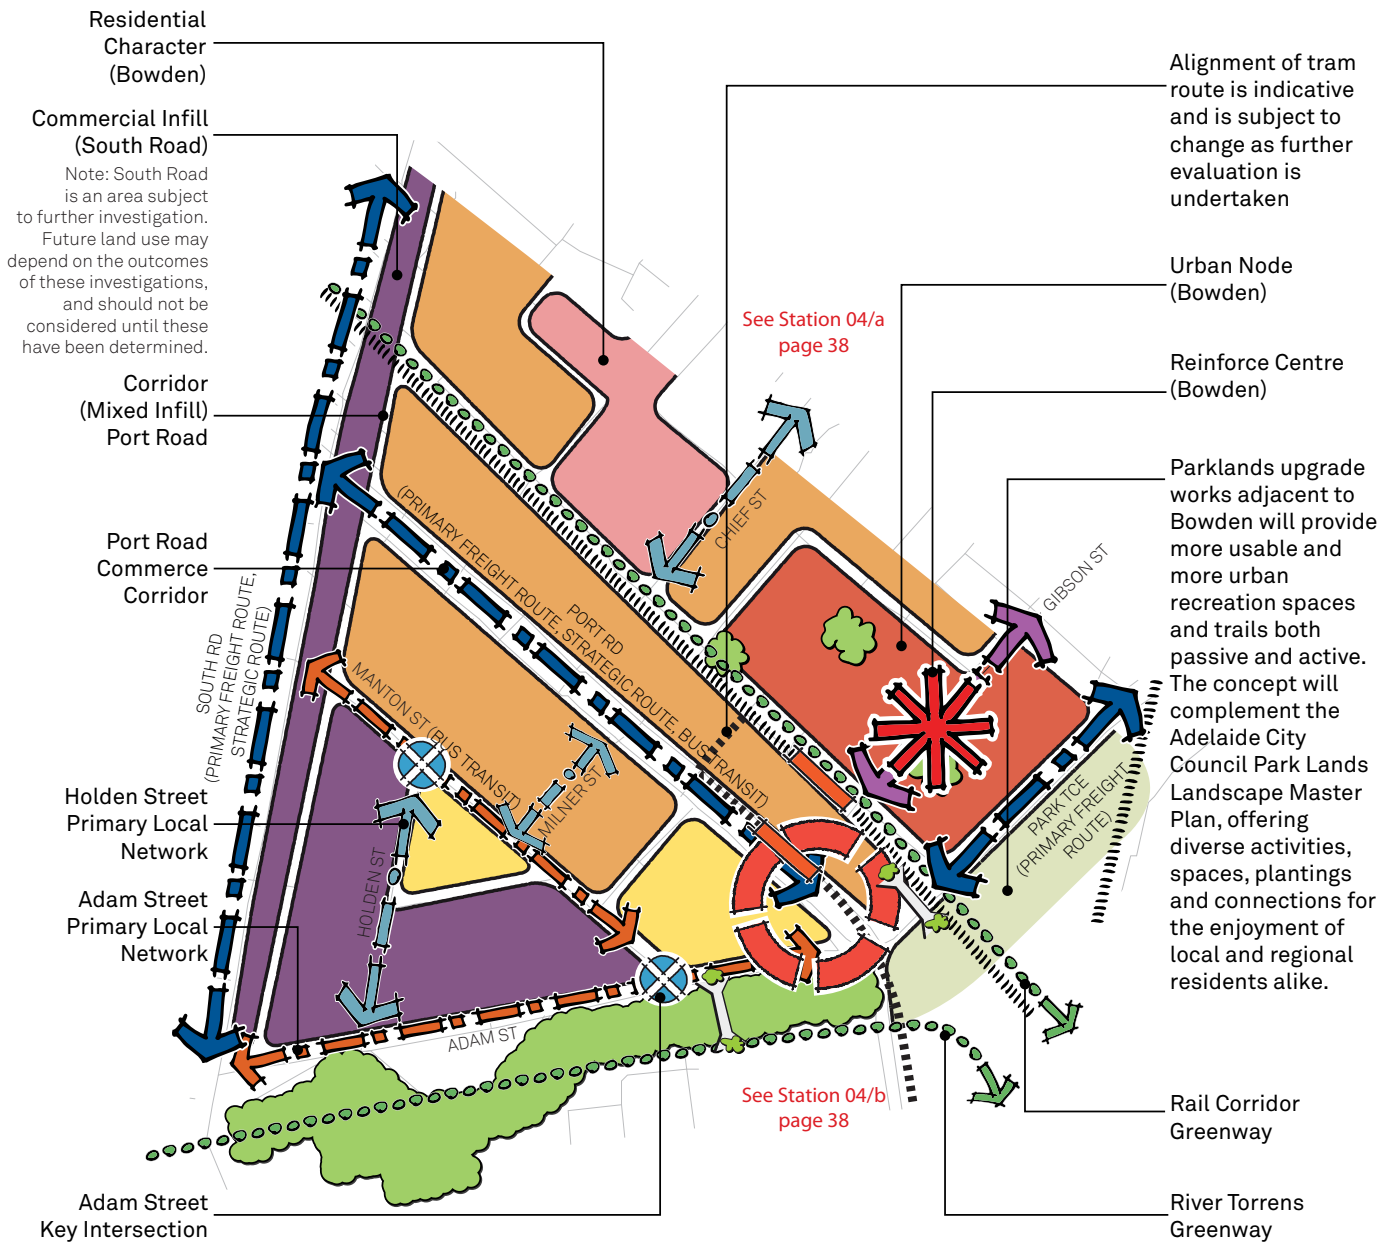 Residential
Character
(Bowden)
Commercial Infill
(South Road)
Note: South Road
is an area subject
to further investigation.
Future land use may
depend on the outcomes
of these investigations,
and should not be
considered until these
have been determined.
Corridor
(Mixed Infill)
Port Road
Port Road
Commerce
Corridor
Holden Street
Primary Local
Network
Adam Street
Primary Local
Network
Adam Street
Key Intersection
SOUTH RD
(PRIMARY FREIGHT ROUTE,
STRATEGIC ROUTE)
PORT RD
(PRIMARY FREIGHT ROUTE, STRATEGIC ROUTE, BUS TRANSIT)
MANTON ST (BUS TRANSIT)
MILNER ST
HOLDEN ST
ADAM ST
CHIEF ST
GIBSON ST
PARK TCE
(PRIMARY FREIGHT
ROUTE)
See Station 04/a
page 38
See Station 04/b
page 38
Alignment of tram
route is indicative
and is subject to
change as further
evaluation is
undertaken
Urban Node
(Bowden)
Reinforce Centre
(Bowden)
Parklands upgrade
works adjacent to
Bowden will provide
more usable and
more urban
recreation spaces
and trails both
passive and active.
The concept will
complement the
Adelaide City
Council Park Lands
Landscape Master
Plan, offering
diverse activities,
spaces, plantings
and connections for
the enjoyment of
local and regional
residents alike.
Rail Corridor
Greenway
River Torrens
Greenway